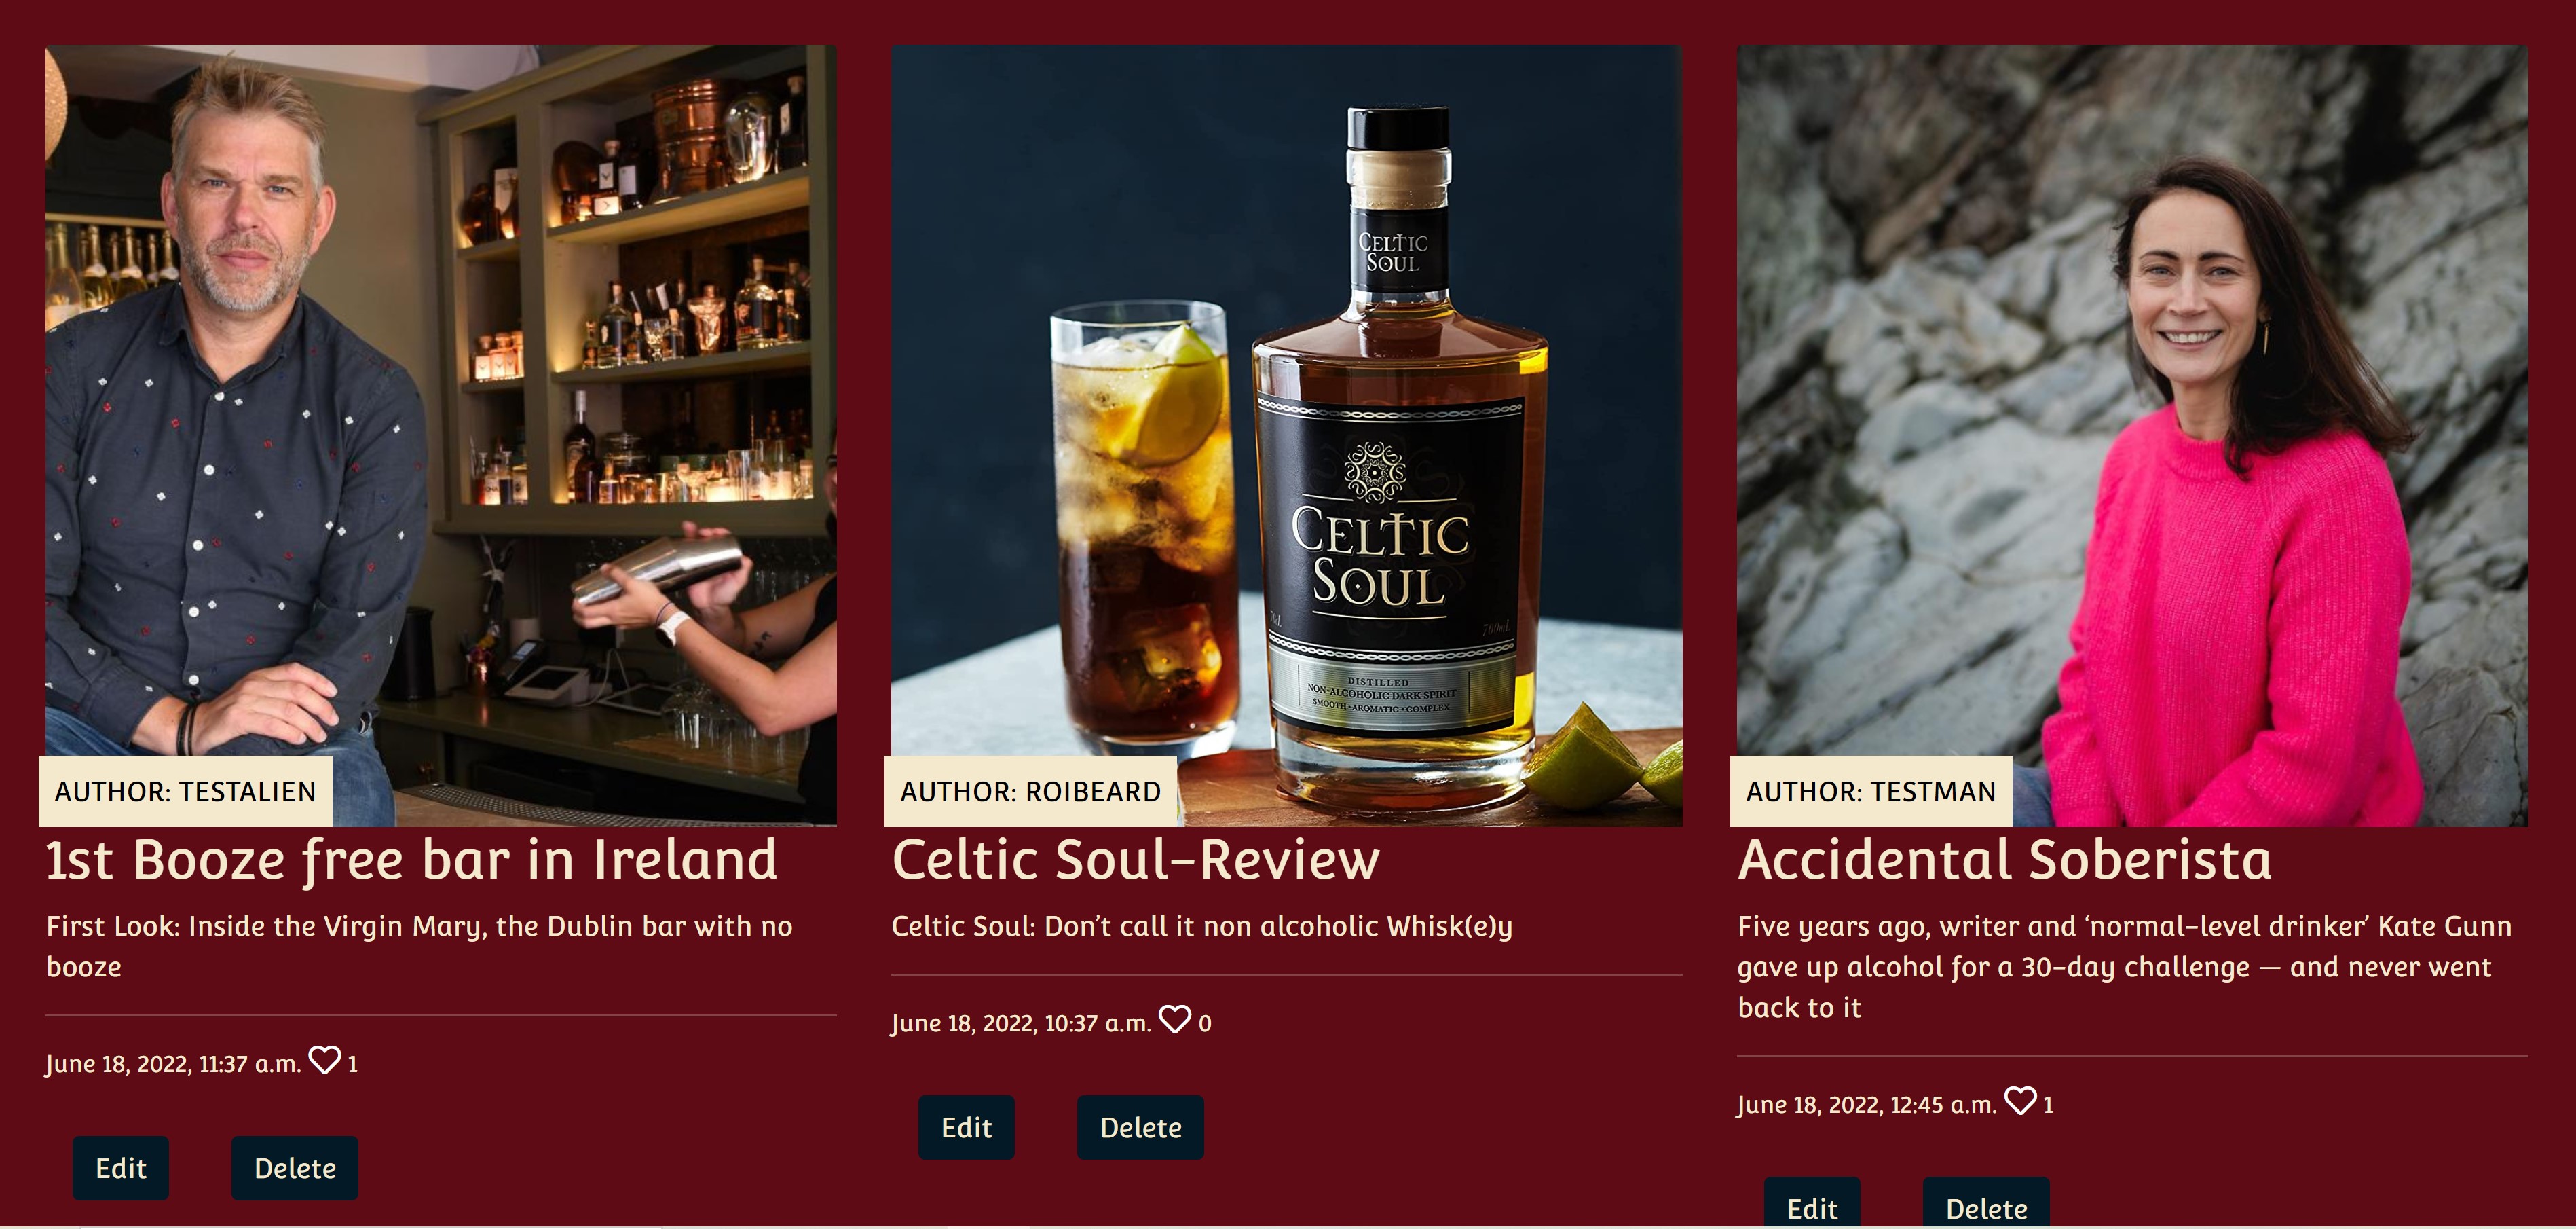 CELTIC
SOUL
CELTIC
SOUL
70cl.
700ml.
DISTILLED
NON-ALCOHOLIC DARK SPIRIT
SMOOTH • AROMATIC • COMPLEX
AUTHOR: TESTALIEN
1st Booze free bar in Ireland
First Look: Inside the Virgin Mary, the Dublin bar with no
booze
June 18, 2022, 11:37 a.m. 1
Edit
Delete
AUTHOR: ROIBEARD
Celtic Soul-Review
Celtic Soul: Don’t call it non alcoholic Whisk(e)y
June 18, 2022, 10:37 a.m. 0
Edit
Delete
AUTHOR: TESTMAN
Accidental Soberista
Five years ago, writer and ‘normal-level drinker’ Kate Gunn
gave up alcohol for a 30-day challenge — and never went
back to it
June 18, 2022, 12:45 a.m. 1
Edit
Delete